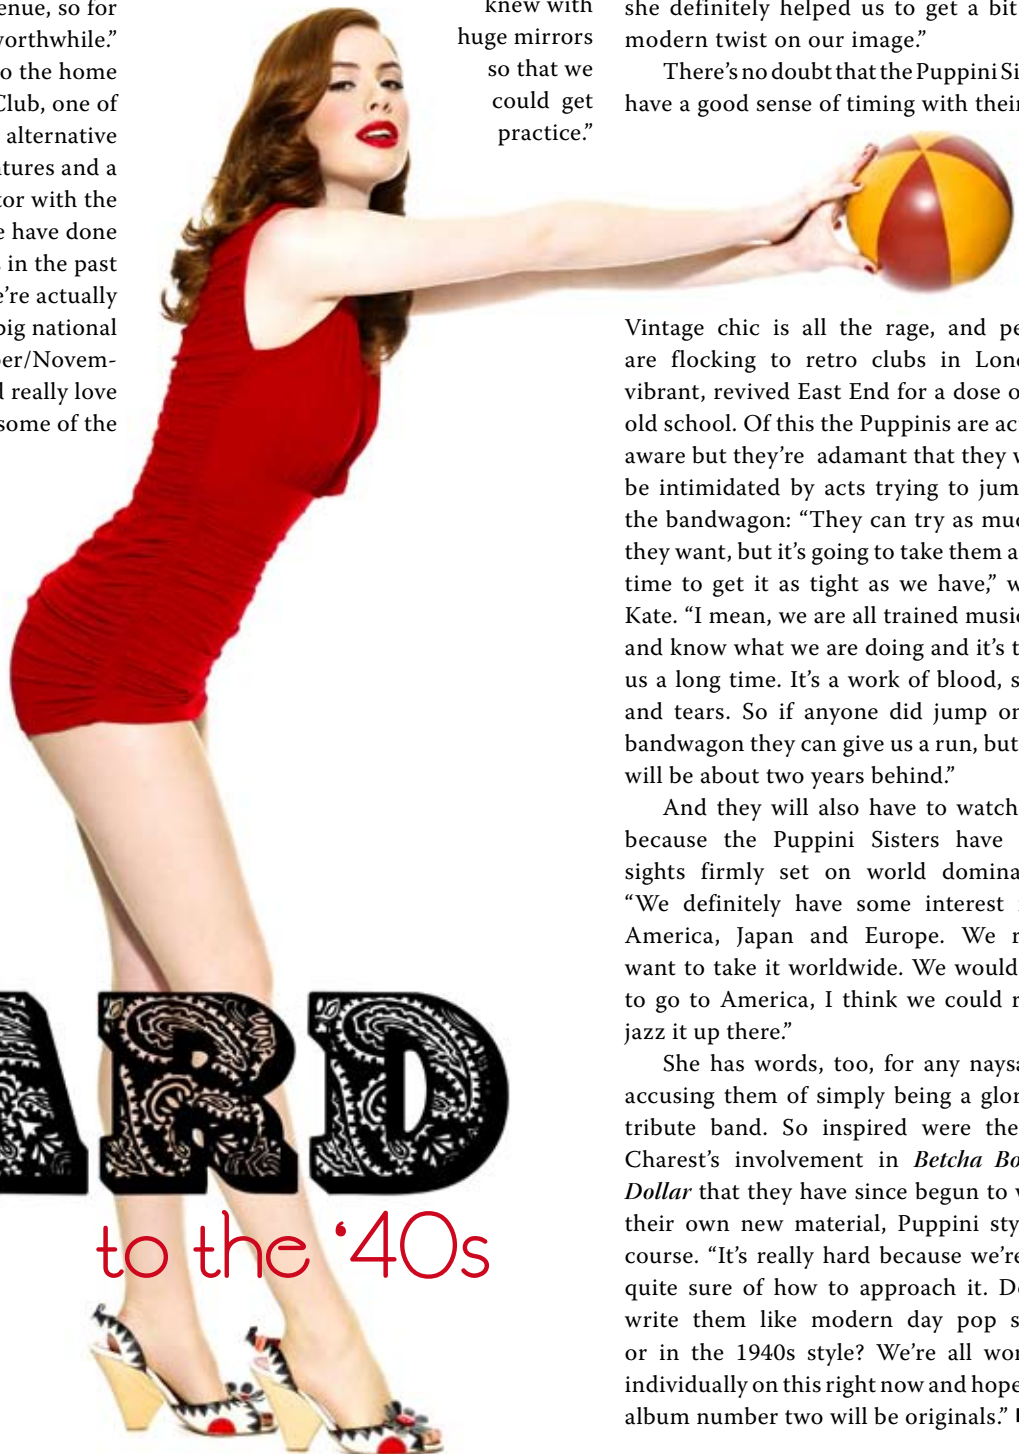 enue, so for
worthwhile.”
o the home
Club, one of
alternative
tures and a
tor with the
e have done
in the past
e’re actually
big national
er/Novem-
d really love
some of the
knew with
huge mirrors
so that we
could get
practice.”
she definitely helped us to get a bit
modern twist on our image.”
There’s no doubt that the Puppini Si
have a good sense of timing with their
Vintage chic is all the rage, and pe
are flocking to retro clubs in Lon
vibrant, revived East End for a dose o
old school. Of this the Puppinis are ac
aware but they’re adamant that they w
be intimidated by acts trying to jum
the bandwagon: “They can try as muc
they want, but it’s going to take them a
time to get it as tight as we have,” w
Kate. “I mean, we are all trained music
and know what we are doing and it’s t
us a long time. It’s a work of blood, s
and tears. So if anyone did jump on
bandwagon they can give us a run, but
will be about two years behind.”
And they will also have to watch
because the Puppini Sisters have
sights firmly set on world domina
“We definitely have some interest
America, Japan and Europe. We r
want to take it worldwide. We would
to go to America, I think we could r
jazz it up there.”
She has words, too, for any naysa
accusing them of simply being a glor
tribute band. So inspired were the
Charest’s involvement in Betcha Bo
Dollar that they have since begun to w
their own new material, Puppini sty
course. “It’s really hard because we’re
quite sure of how to approach it. D
write them like modern day pop s
or in the 1940s style? We’re all wor
individually on this right now and hope
album number two will be originals.”
ARD
to the ‘40s